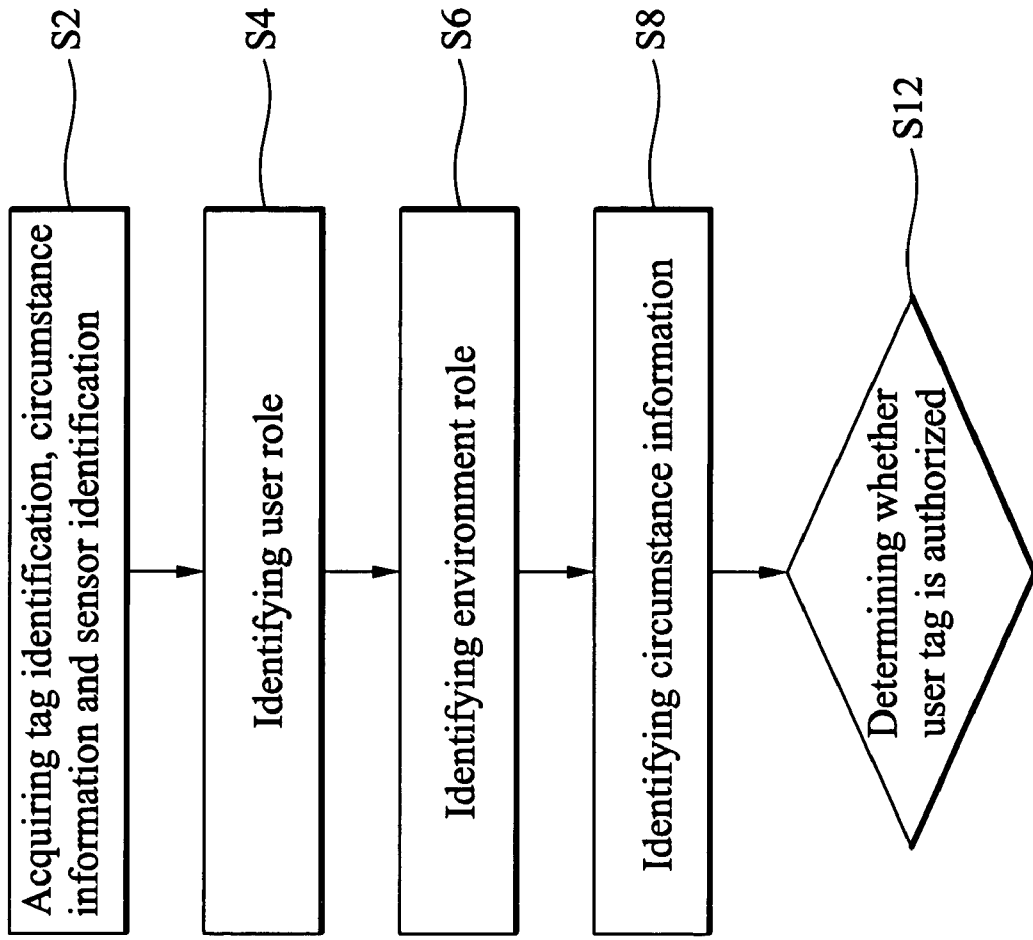 Acquiring tag identification, circumstance
information and sensor identification
S2
Identifying user role
S4
Identifying environment role
S6
Identifying circumstance information
S8
Determining whether
user tag is authorized
S12